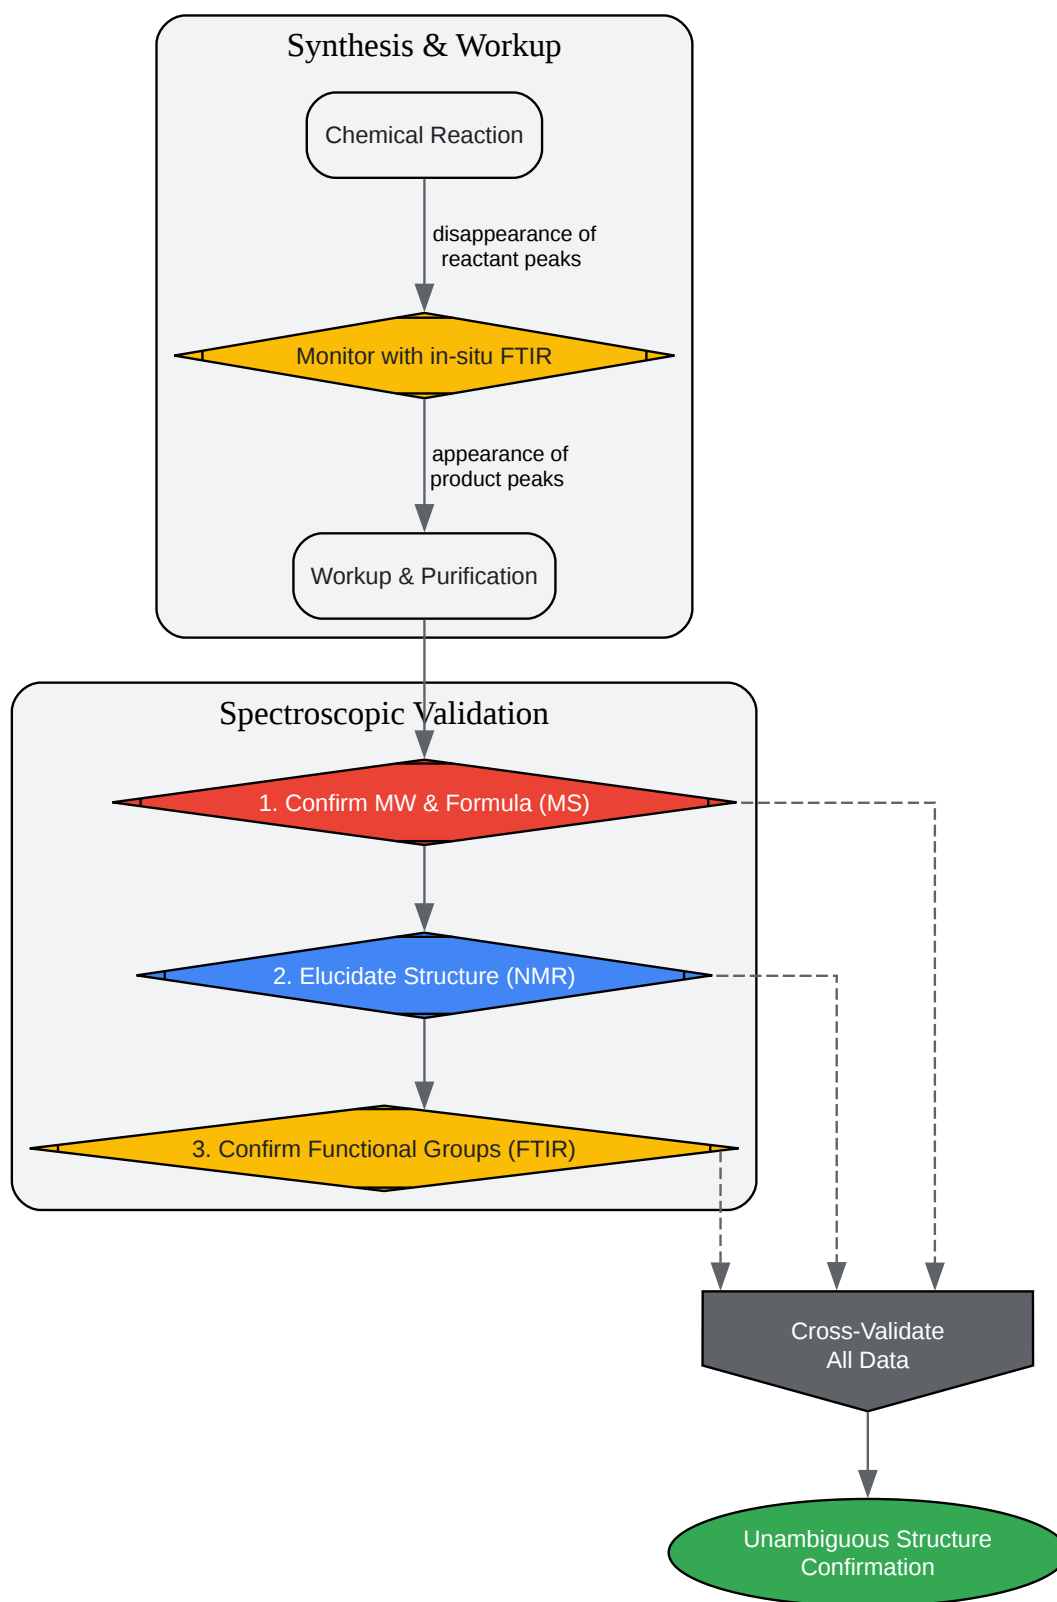 Synthesis & Workup
Chemical Reaction
disappearance of
reactant peaks
Monitor with in-situ FTIR
appearance of
product peaks
Workup & Purification
Spectroscopic Validation
1. Confirm MW & Formula (MS)
2. Elucidate Structure (NMR)
3. Confirm Functional Groups (FTIR)
Cross-Validate
All Data
Unambiguous Structure
Confirmation